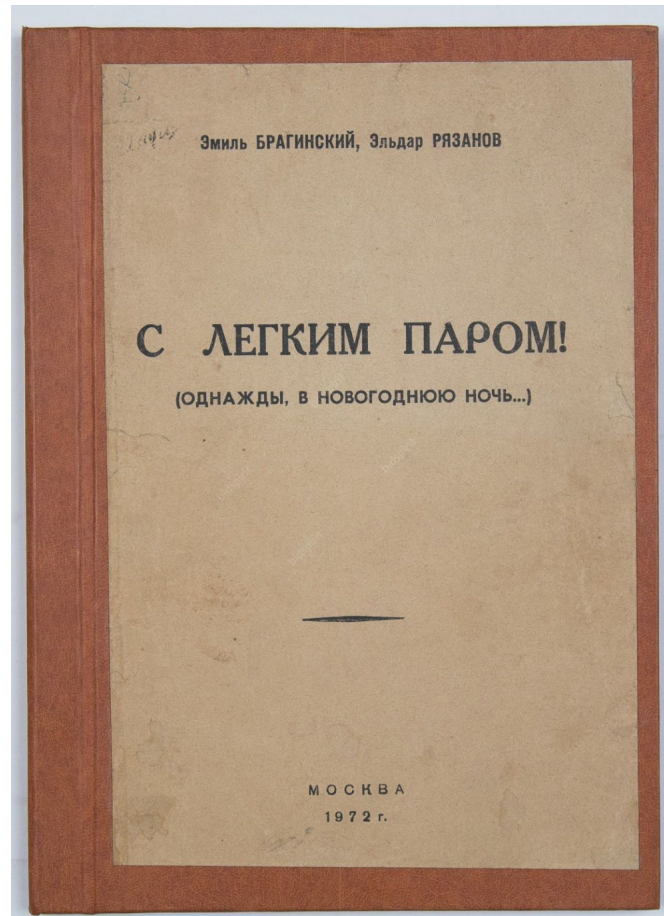 Эмиль БРАГИНСКИЙ, Эльдар РЯЗАНОВ
С ЛЕГКИМ ПАРОМ!
(ОДНАЖДЫ, В НОВОГОДНЮЮ НОЧЬ...)
МОСКВА
1972 г.